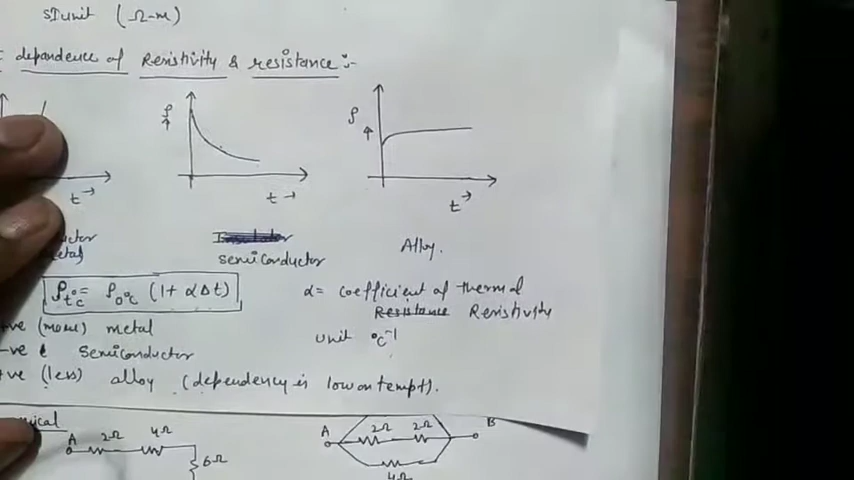 SI unit (Ω-m)
dependence of Resistivity & resistance :-
ρ
t →
t →
ρ
t →
semiconductor
Alloy.
ρt°c = ρ0°c (1 + αΔt)
α = coefficient of thermal
Resistance Resistivity
+ve (more) metal
unit °c⁻¹
-ve semiconductor
+ve (less) alloy (dependency is low on tempt).
A 2Ω 4Ω
6Ω
A 2Ω 2Ω B
4Ω